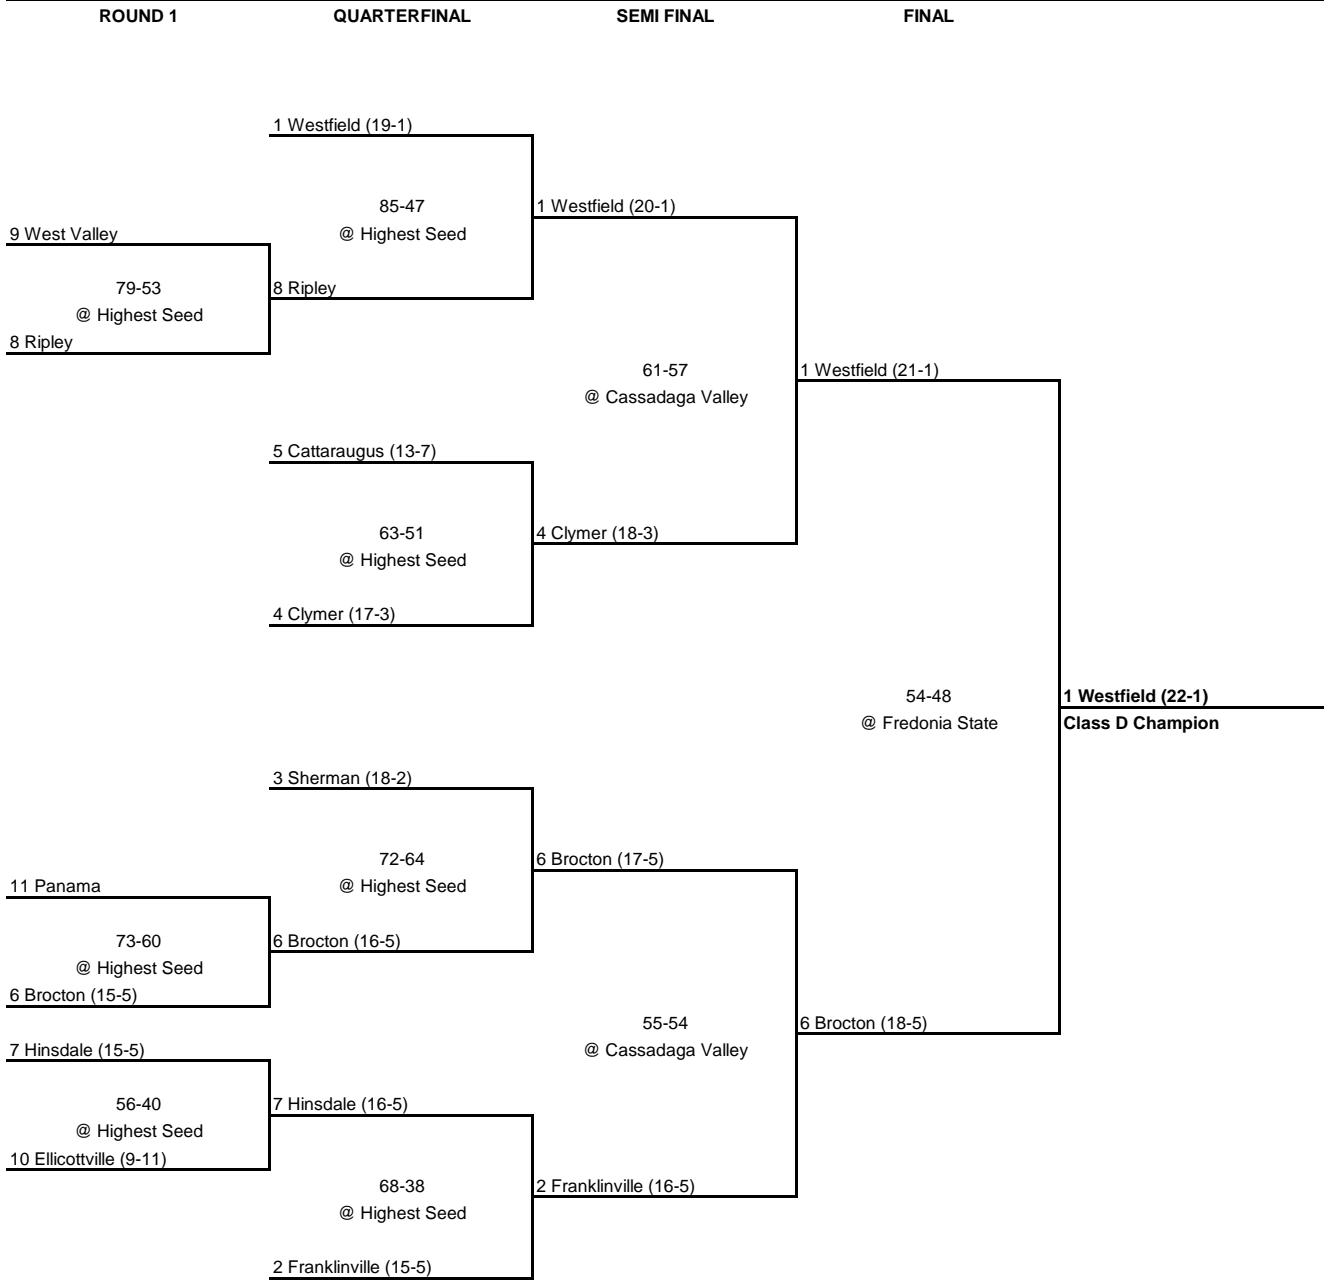 ROUND 1 QUARTERFINAL SEMI FINAL FINAL
1 Westfield (19-1)
85-47
@ Highest Seed
1 Westfield (20-1)
9 West Valley
79-53
@ Highest Seed
8 Ripley
8 Ripley
61-57
@ Cassadaga Valley
1 Westfield (21-1)
5 Cattaraugus (13-7)
63-51
@ Highest Seed
4 Clymer (18-3)
4 Clymer (17-3)
54-48
@ Fredonia State
1 Westfield (22-1)
Class D Champion
3 Sherman (18-2)
72-64
@ Highest Seed
6 Brocton (17-5)
11 Panama
73-60
@ Highest Seed
6 Brocton (16-5)
6 Brocton (15-5)
55-54
@ Cassadaga Valley
6 Brocton (18-5)
7 Hinsdale (15-5)
56-40
@ Highest Seed
7 Hinsdale (16-5)
10 Ellicottville (9-11)
68-38
@ Highest Seed
2 Franklinville (16-5)
2 Franklinville (15-5)